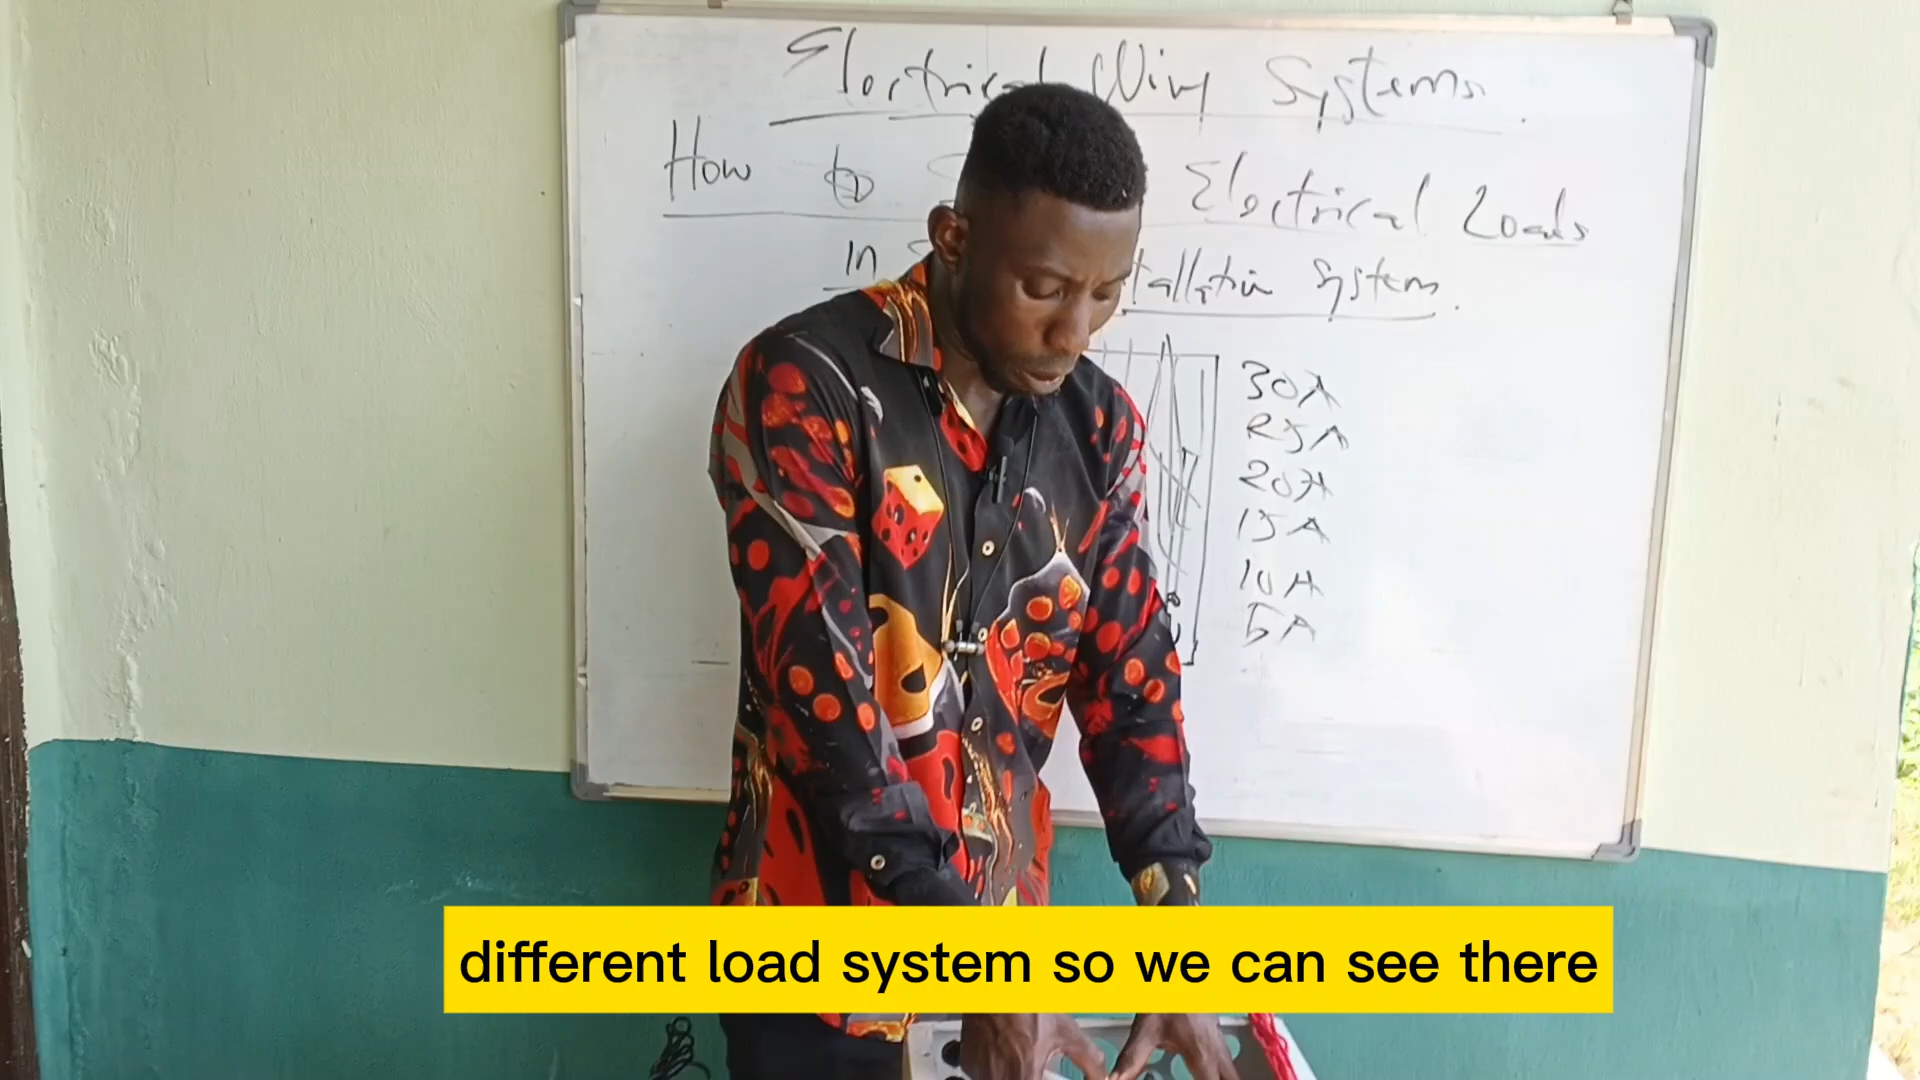 Electrical Wiry Systems.
How to Electrical Loads
in tallation System.
30A
25A
20A
15A
10A
5A
different load system so we can see there